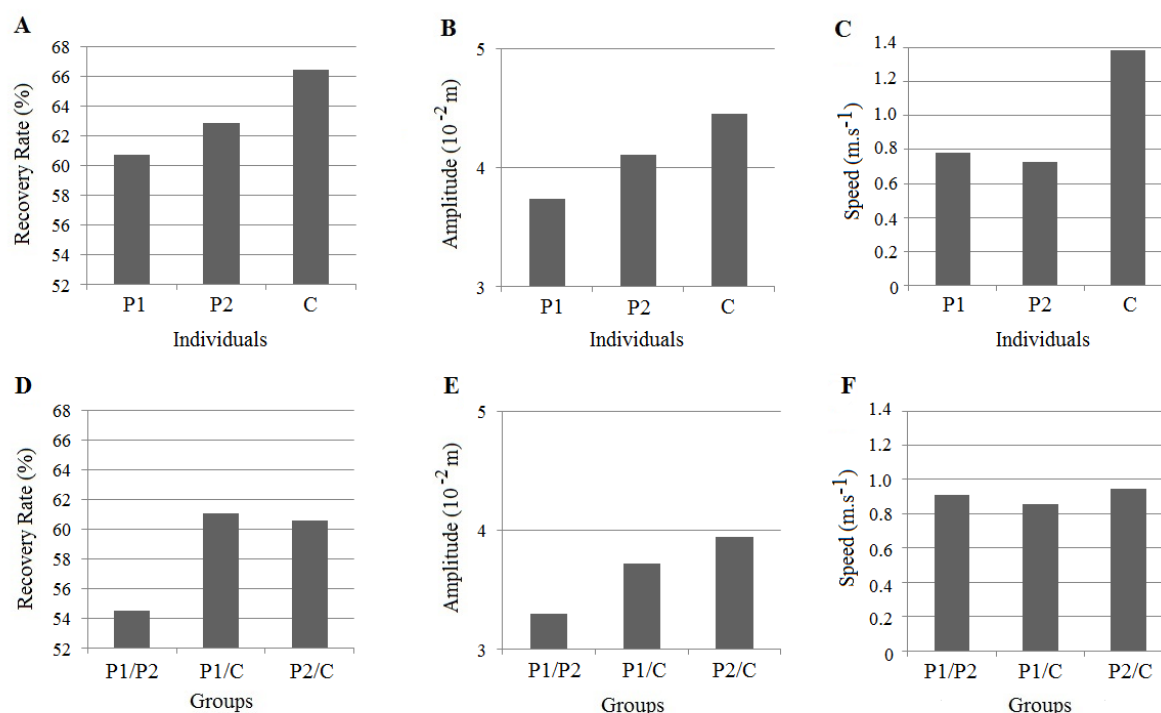 A
Recovery Rate (%)
68
66
64
62
60
58
56
54
52
P1 P2 C
Individuals
B
Amplitude (10 -2 m)
5
4
3
P1 P2 C
Individuals
C
Speed (m.s-1)
1.4
1.2
1.0
0.8
0.6
0.4
0.2
0
P1 P2 C
Individuals
D
Recovery Rate (%)
68
66
64
62
60
58
56
54
52
P1/P2 P1/C P2/C
Groups
E
Amplitude (10 -2 m)
5
4
3
P1/P2 P1/C P2/C
Groups
F
Speed (m.s-1)
1.4
1.2
1.0
0.8
0.6
0.4
0.2
0
P1/P2 P1/C P2/C
Groups